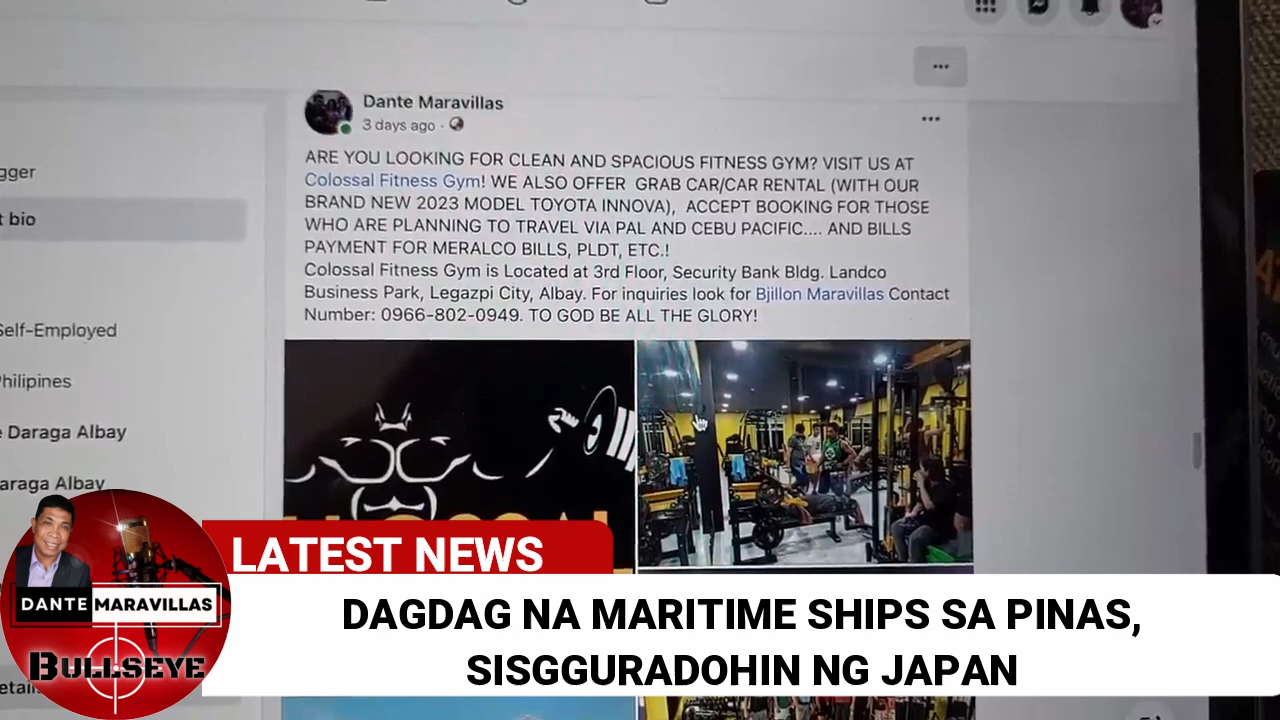 Dante Maravillas
3 days ago ·
ARE YOU LOOKING FOR CLEAN AND SPACIOUS FITNESS GYM? VISIT US AT
Colossal Fitness Gym! WE ALSO OFFER GRAB CAR/CAR RENTAL (WITH OUR
BRAND NEW 2023 MODEL TOYOTA INNOVA), ACCEPT BOOKING FOR THOSE
WHO ARE PLANNING TO TRAVEL VIA PAL AND CEBU PACIFIC.... AND BILLS
PAYMENT FOR MERALCO BILLS, PLDT, ETC.!
Colossal Fitness Gym is Located at 3rd Floor, Security Bank Bldg. Landco
Business Park, Legazpi City, Albay. For inquiries look for Bjillon Maravillas Contact
Number: 0966-802-0949. TO GOD BE ALL THE GLORY!
gger
t bio
Self-Employed
Philipines
e Daraga Albay
Daraga Albay
LATEST NEWS
DANTE MARAVILLAS
BULLSEYE
DAGDAG NA MARITIME SHIPS SA PINAS,
SISGGURADOHIN NG JAPAN